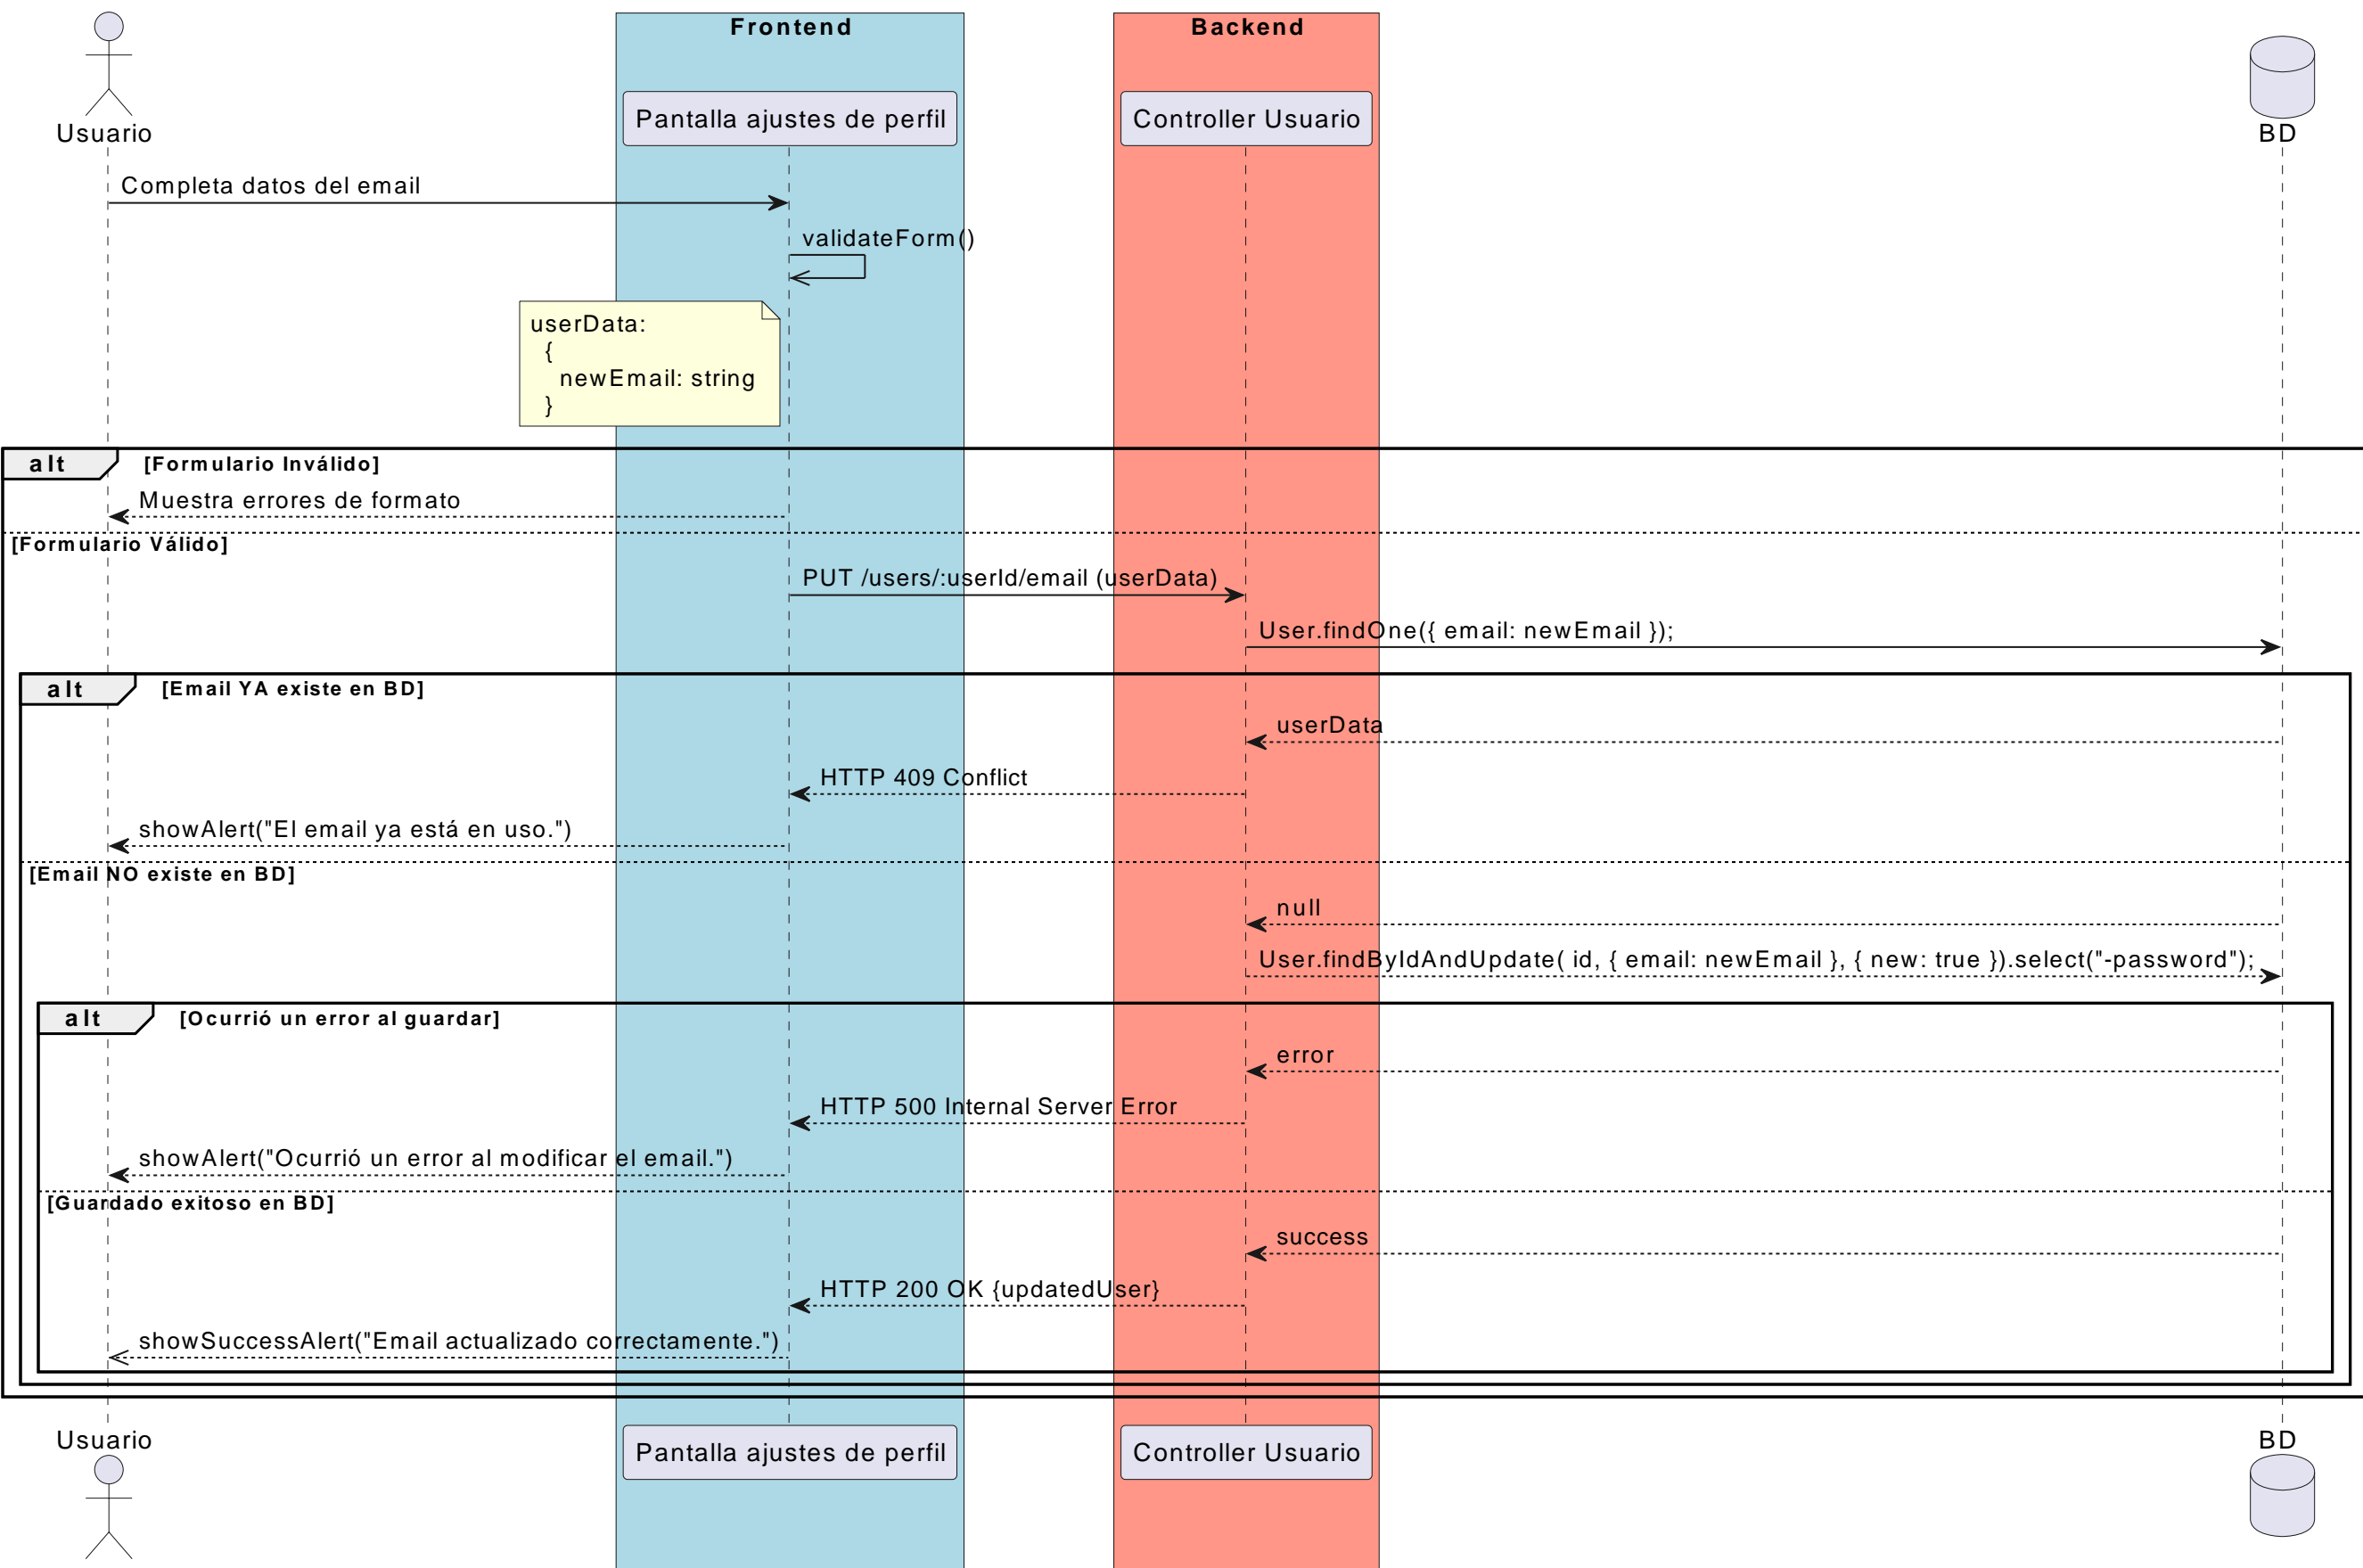 Frontend
Backend
Usuario
Pantalla ajustes de perfil
Controller Usuario
BD
Completa datos del email
validateForm()
userData:
{
newEmail: string
}
alt
[Formulario Inválido]
Muestra errores de formato
[Formulario Válido]
PUT /users/:userId/email (userData)
User.findOne({ email: newEmail });
alt
[Email YA existe en BD]
userData
HTTP 409 Conflict
showAlert("El email ya está en uso.")
[Email NO existe en BD]
null
User.findByIdAndUpdate( id, { email: newEmail }, { new: true }).select("-password");
alt
[Ocurrió un error al guardar]
error
HTTP 500 Internal Server Error
showAlert("Ocurrió un error al modificar el email.")
[Guardado exitoso en BD]
success
HTTP 200 OK {updatedUser}
showSuccessAlert("Email actualizado correctamente.")
Usuario
Pantalla ajustes de perfil
Controller Usuario
BD